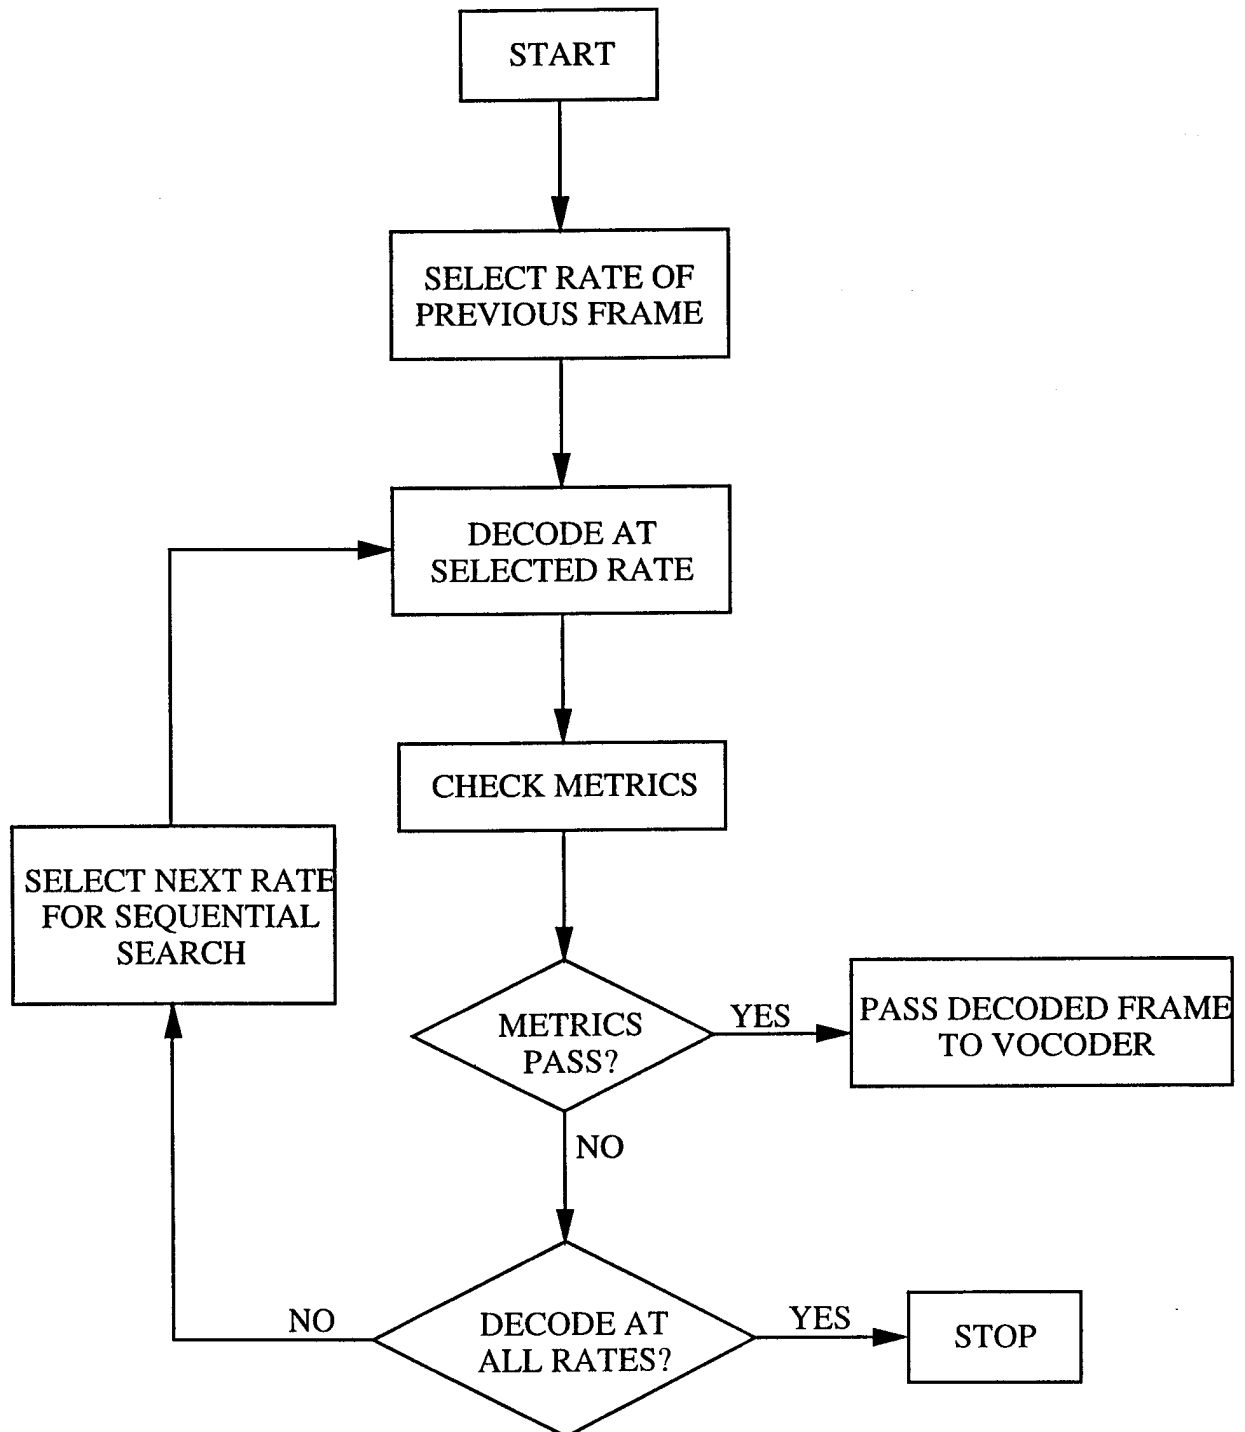 START
SELECT RATE OF
PREVIOUS FRAME
DECODE AT
SELECTED RATE
CHECK METRICS
SELECT NEXT RATE
FOR SEQUENTIAL
SEARCH
METRICS
PASS?
YES
PASS DECODED FRAME
TO VOCODER
NO
DECODE AT
ALL RATES?
NO
YES
STOP